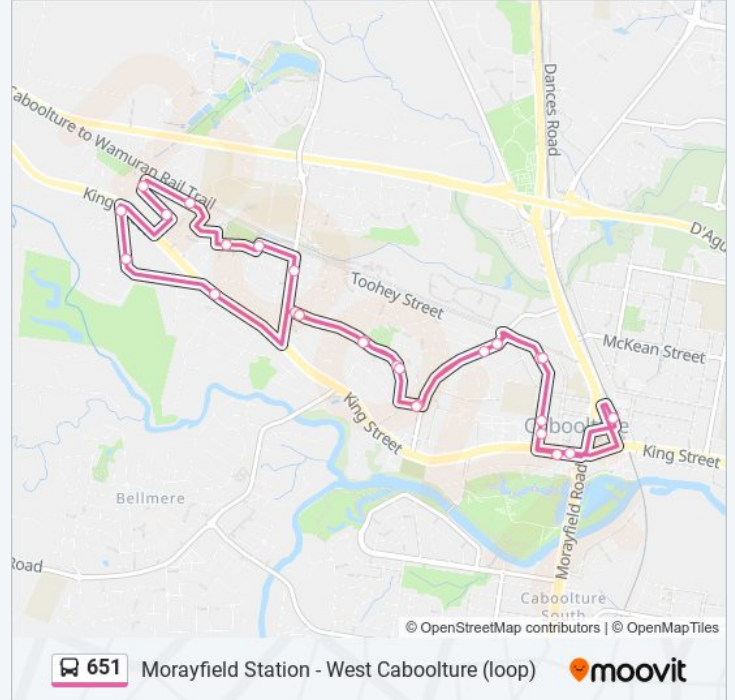 Dances Road
Caboolture to Wamuran Rail Trail
King
D'Agu
Toohey Street
McKean Street
Caboolture
King Street
King Street
Morayfield Road
Bellmere
Road
Caboolture
South
© OpenStreetMap contributors | © OpenMapTiles
651 Morayfield Station - West Caboolture (loop) moovit